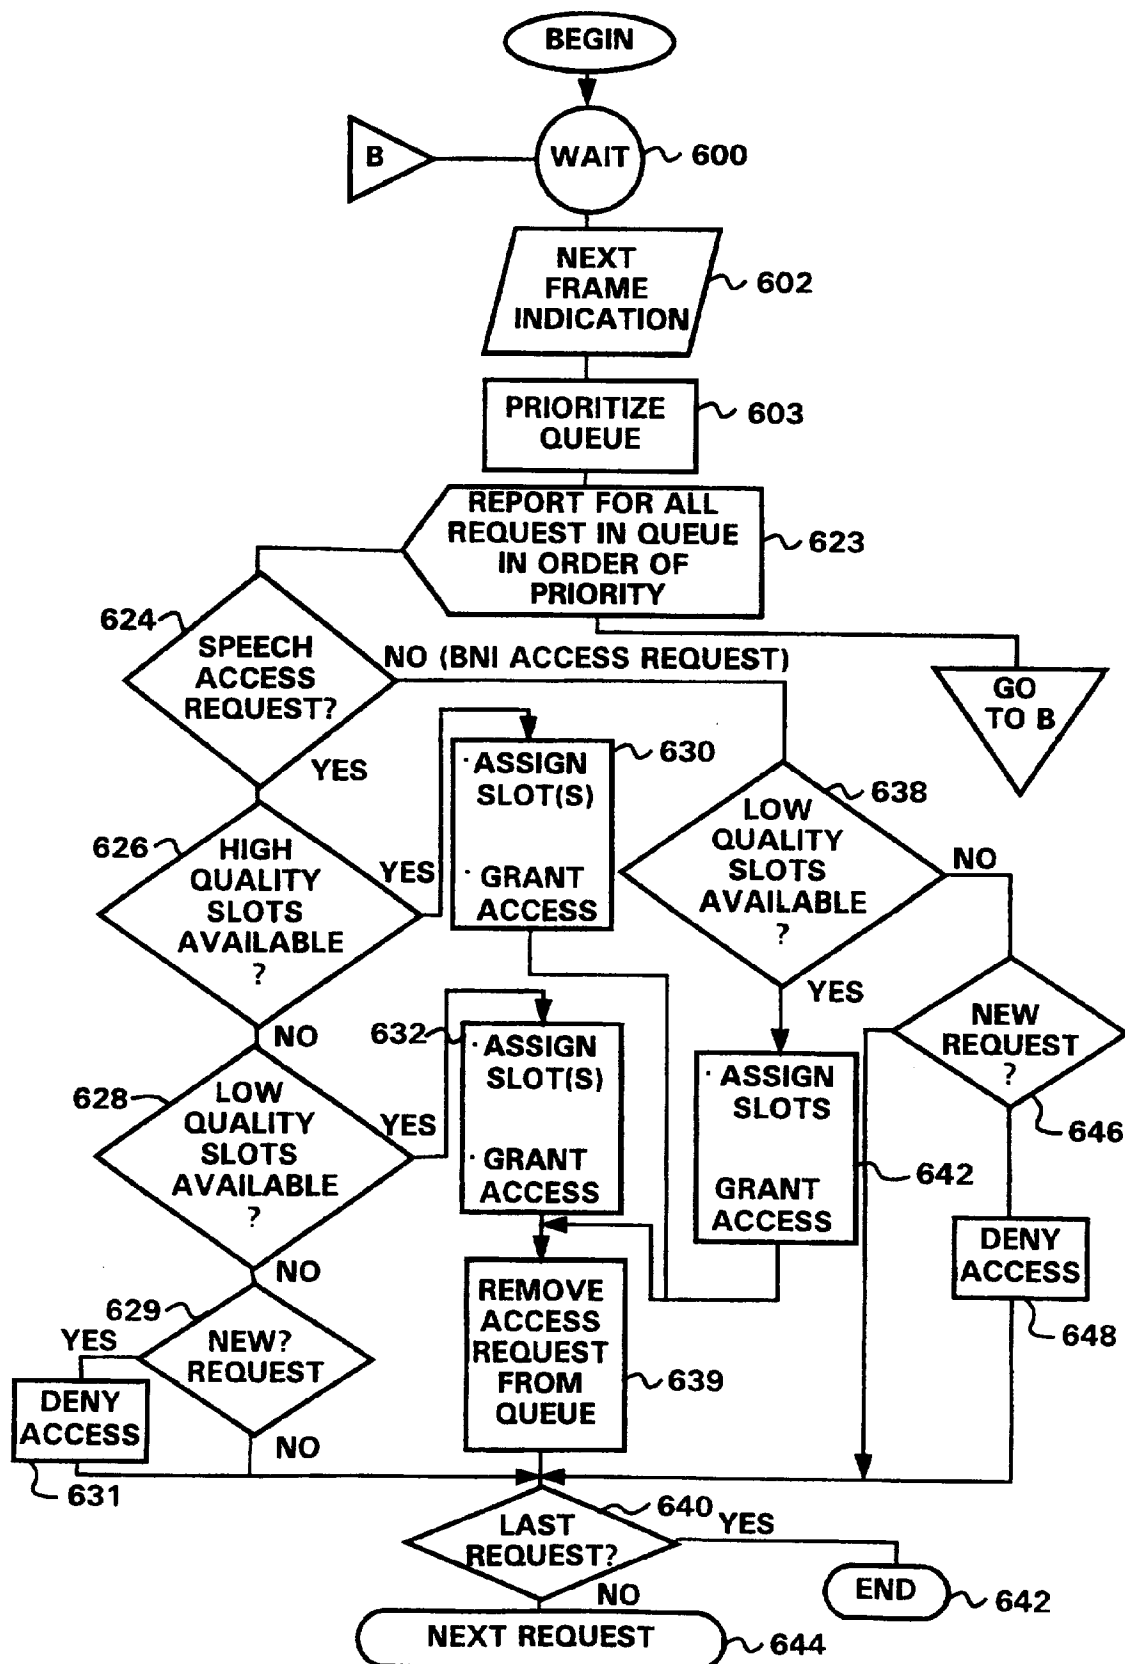 BEGIN
B
WAIT
600
NEXT
FRAME
INDICATION
602
PRIORITIZE
QUEUE
603
REPORT FOR ALL
REQUEST IN QUEUE
IN ORDER OF
PRIORITY
623
624
SPEECH
ACCESS
REQUEST?
NO (BNI ACCESS REQUEST)
GO
TO B
YES
630
· ASSIGN
SLOT(S)
· GRANT
ACCESS
638
LOW
QUALITY
SLOTS
AVAILABLE
?
NO
626
HIGH
QUALITY
SLOTS
AVAILABLE
?
YES
NO
YES
632
· ASSIGN
SLOT(S)
· GRANT
ACCESS
NEW
REQUEST
?
646
628
LOW
QUALITY
SLOTS
AVAILABLE
?
YES
NO
· ASSIGN
SLOTS
GRANT
ACCESS
642
DENY
ACCESS
648
629
NEW?
REQUEST
YES
NO
DENY
ACCESS
631
REMOVE
ACCESS
REQUEST
FROM
QUEUE
639
640
LAST
REQUEST?
YES
NO
END
642
NEXT REQUEST
644